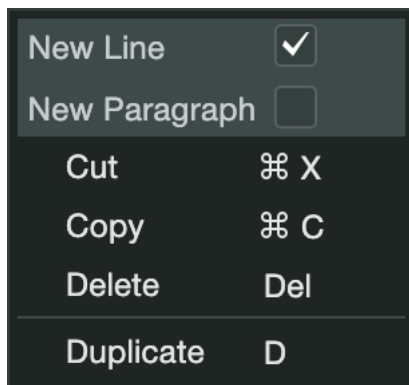 New Line
New Paragraph
Cut ⌘ X
Copy ⌘ C
Delete Del
Duplicate D